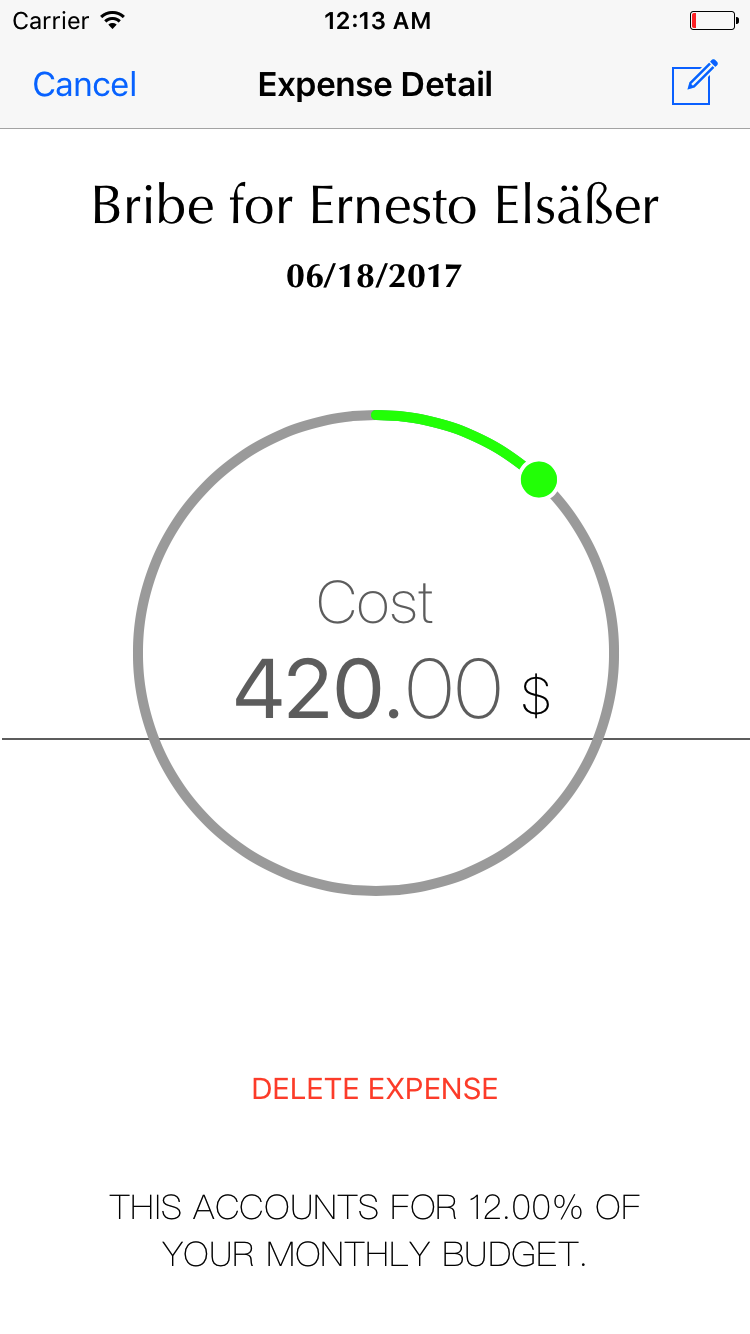 Carrier 12:13 AM
Cancel Expense Detail
Bribe for Ernesto Elsäßer
06/18/2017
Cost
420.00 $
DELETE EXPENSE
THIS ACCOUNTS FOR 12.00% OF
YOUR MONTHLY BUDGET.